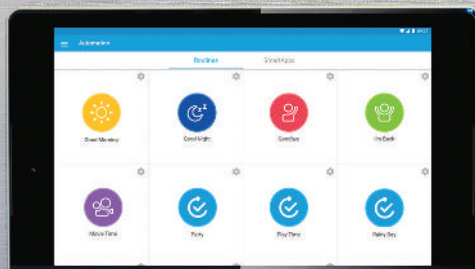 Automation
Routines SmartApps
Good Morning Good Night Goodbye I'm Back
Movie Time Party Play Time Rainy Day